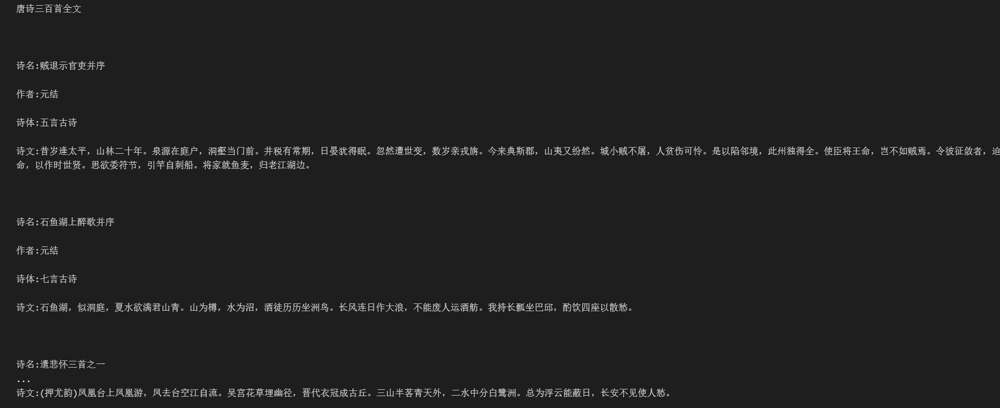 唐诗三百首全文
诗名:贼退示官吏并序
作者:元结
诗体:五言古诗
诗文:昔岁逢太平，山林二十年。泉源在庭户，洞壑当门前。井税有常期，日晏犹得眠。忽然遭世变，数岁亲戎旃。今来典斯郡，山夷又纷然。城小贼不屠，人贫伤可怜。是以陷邻境，此州独得全。使臣将王命，岂不如贼焉。令彼征敛者，迫
命，以作时世贤。思欲委符节，引竿自刺船。将家就鱼麦，归老江湖边。
诗名:石鱼湖上醉歌并序
作者:元结
诗体:七言古诗
诗文:石鱼湖，似洞庭，夏水欲满君山青。山为樽，水为沼，酒徒历历坐洲鸟。长风连日作大浪，不能废人运酒舫。我持长瓢坐巴邱，酌饮四座以散愁。
诗名:遣悲怀三首之一
...
诗文:(押尤韵)凤凰台上凤凰游，凤去台空江自流。吴宫花草埋幽径，晋代衣冠成古丘。三山半茖青天外，二水中分白鹭洲。总为浮云能蔽日，长安不见使人愁。